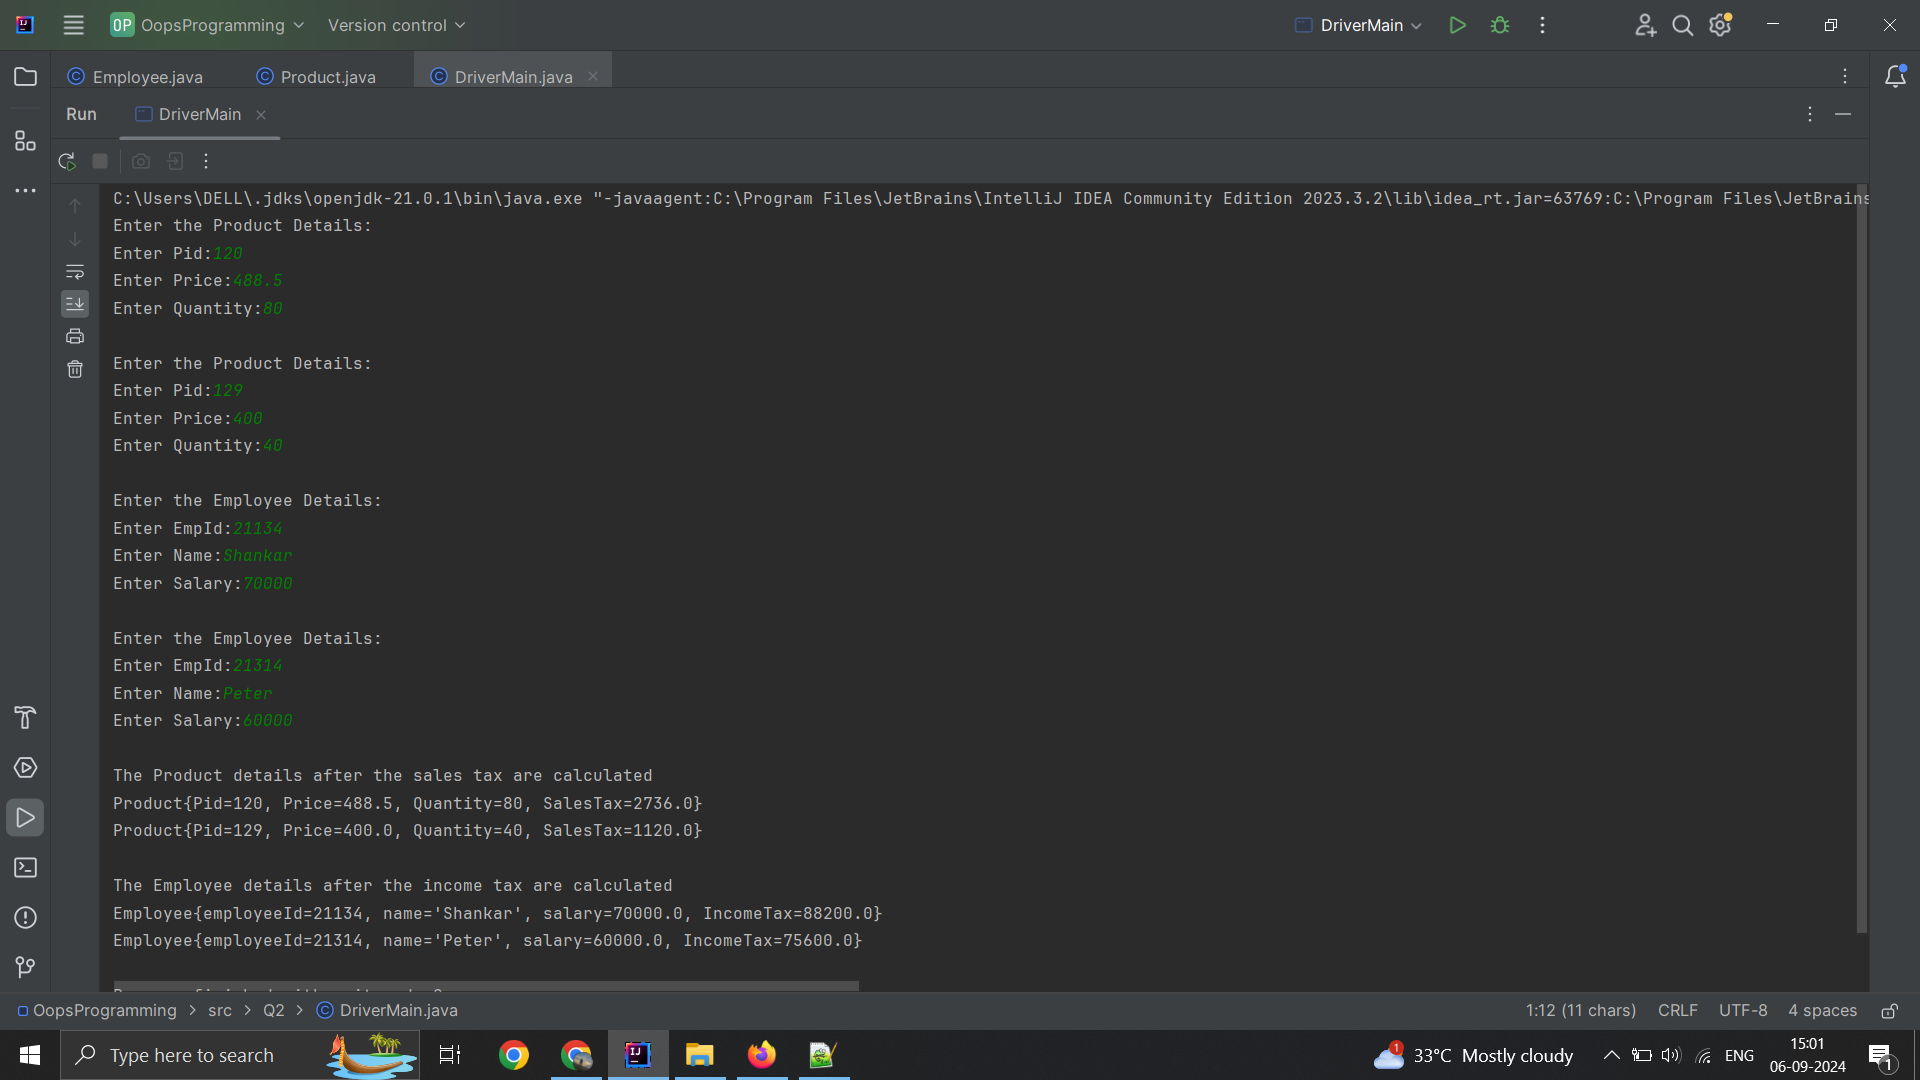 OP OopsProgramming Version control DriverMain
Employee.java Product.java DriverMain.java
Run DriverMain
C:\Users\DELL\.jdks\openjdk-21.0.1\bin\java.exe "-javaagent:C:\Program Files\JetBrains\IntelliJ IDEA Community Edition 2023.3.2\lib\idea_rt.jar=63769:C:\Program Files\JetBrains
Enter the Product Details:
Enter Pid:120
Enter Price:488.5
Enter Quantity:80
Enter the Product Details:
Enter Pid:129
Enter Price:400
Enter Quantity:40
Enter the Employee Details:
Enter EmpId:21134
Enter Name:Shankar
Enter Salary:70000
Enter the Employee Details:
Enter EmpId:21314
Enter Name:Peter
Enter Salary:60000
The Product details after the sales tax are calculated
Product{Pid=120, Price=488.5, Quantity=80, SalesTax=2736.0}
Product{Pid=129, Price=400.0, Quantity=40, SalesTax=1120.0}
The Employee details after the income tax are calculated
Employee{employeeId=21134, name='Shankar', salary=70000.0, IncomeTax=88200.0}
Employee{employeeId=21314, name='Peter', salary=60000.0, IncomeTax=75600.0}
OopsProgramming > src > Q2 > DriverMain.java 1:12 (11 chars) CRLF UTF-8 4 spaces
Type here to search 1 33°C Mostly cloudy ENG 15:01
06-09-2024 1